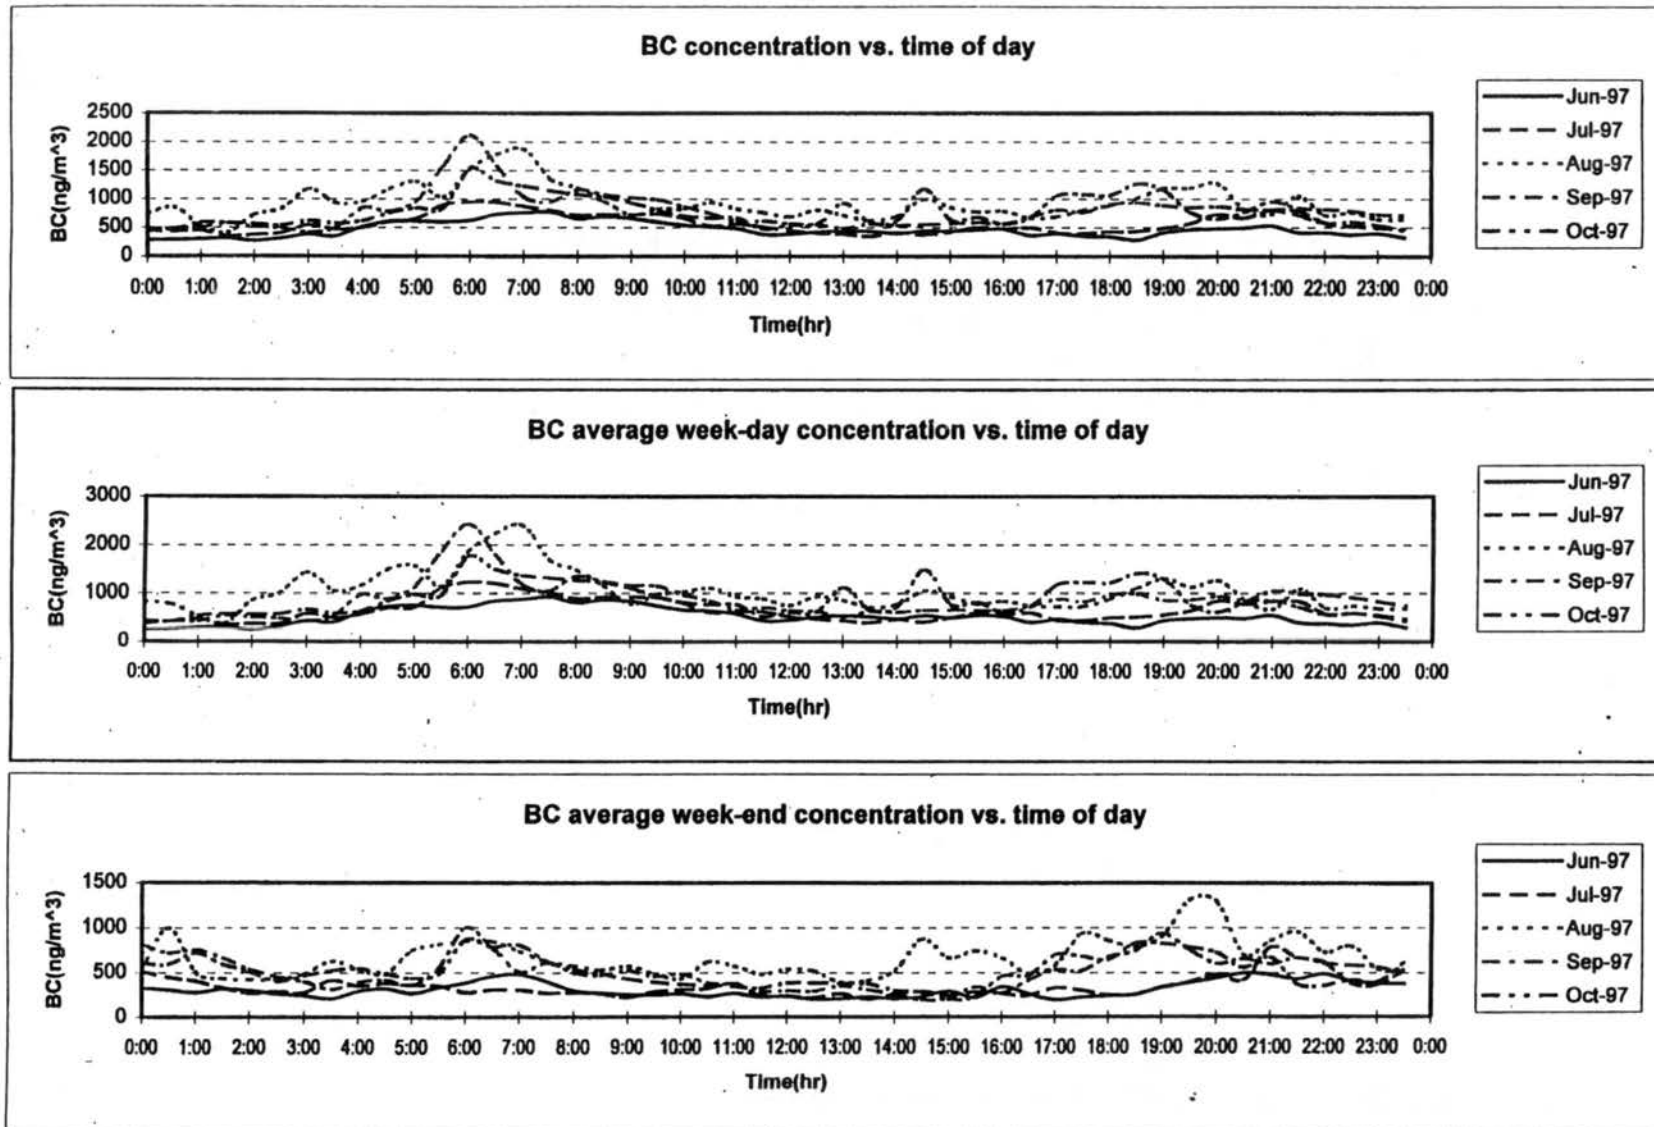 BC concentration vs. time of day
BC(ng/m^3)
2500
2000
1500
1000
500
0
0:00 1:00 2:00 3:00 4:00 5:00 6:00 7:00 8:00 9:00 10:00 11:00 12:00 13:00 14:00 15:00 16:00 17:00 18:00 19:00 20:00 21:00 22:00 23:00 0:00
Time(hr)
Jun-97
Jul-97
Aug-97
Sep-97
Oct-97
BC average week-day concentration vs. time of day
BC(ng/m^3)
3000
2000
1000
0
0:00 1:00 2:00 3:00 4:00 5:00 6:00 7:00 8:00 9:00 10:00 11:00 12:00 13:00 14:00 15:00 16:00 17:00 18:00 19:00 20:00 21:00 22:00 23:00 0:00
Time(hr)
Jun-97
Jul-97
Aug-97
Sep-97
Oct-97
BC average week-end concentration vs. time of day
BC(ng/m^3)
1500
1000
500
0
0:00 1:00 2:00 3:00 4:00 5:00 6:00 7:00 8:00 9:00 10:00 11:00 12:00 13:00 14:00 15:00 16:00 17:00 18:00 19:00 20:00 21:00 22:00 23:00 0:00
Time(hr)
Jun-97
Jul-97
Aug-97
Sep-97
Oct-97